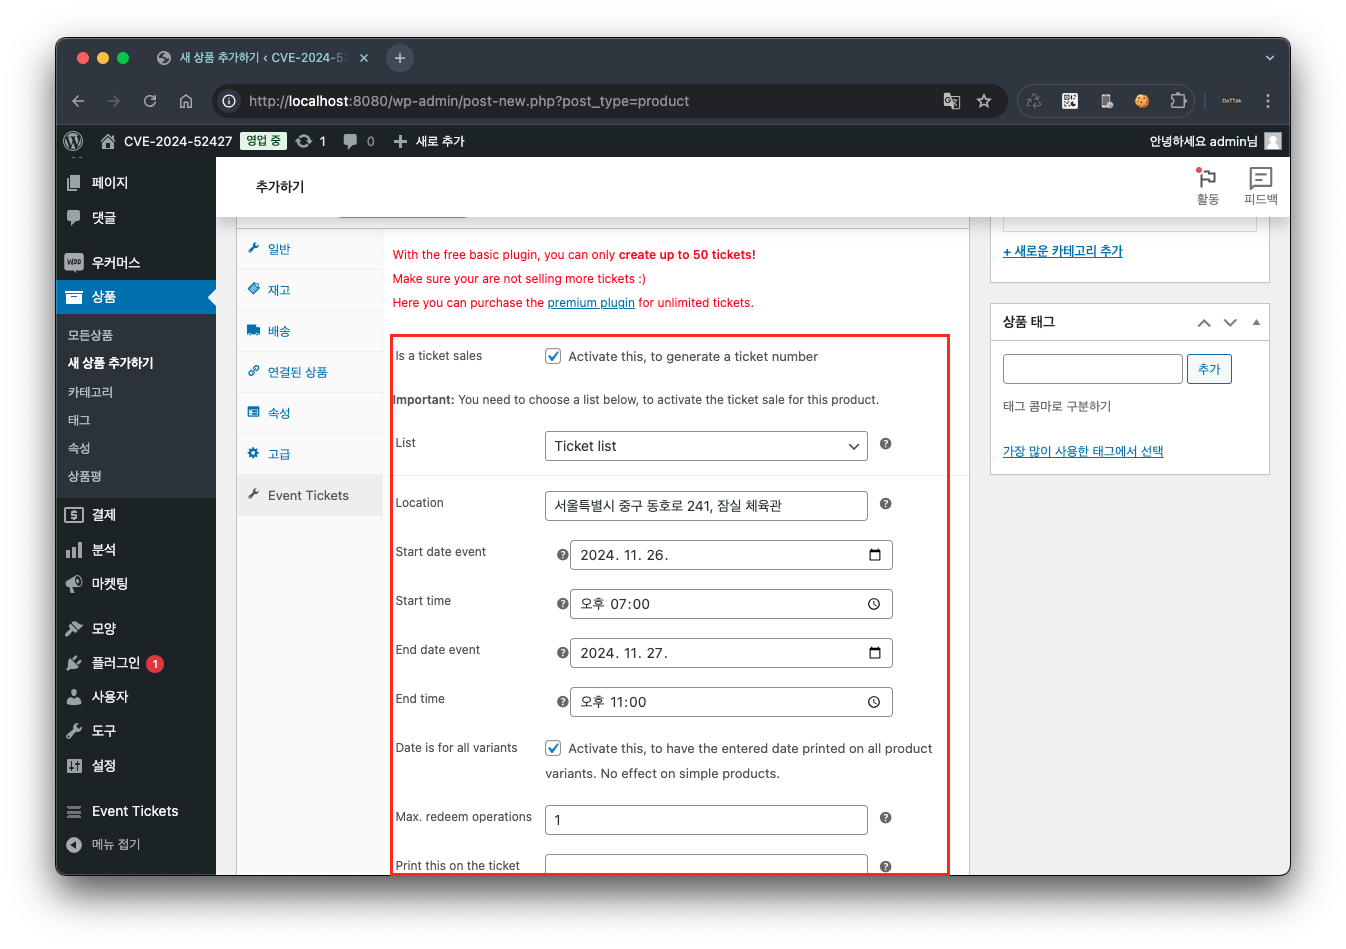 새 상품 추가하기 ‹ CVE-2024-52
http://localhost:8080/wp-admin/post-new.php?post_type=product
DoTTak
CVE-2024-52427 영업 중 1 0 새로 추가
안녕하세요 admin님
페이지
댓글
우커머스
상품
모든상품
새 상품 추가하기
카테고리
태그
속성
상품평
결제
분석
마케팅
모양
플러그인 1
사용자
도구
설정
Event Tickets
메뉴 접기
추가하기
활동
피드백
일반
재고
배송
연결된 상품
속성
고급
Event Tickets
With the free basic plugin, you can only create up to 50 tickets!
Make sure your are not selling more tickets :)
Here you can purchase the premium plugin for unlimited tickets.
Is a ticket sales
Activate this, to generate a ticket number
Important: You need to choose a list below, to activate the ticket sale for this product.
List
Ticket list
Location
서울특별시 중구 동호로 241, 잠실 체육관
Start date event
2024. 11. 26.
Start time
오후 07:00
End date event
2024. 11. 27.
End time
오후 11:00
Date is for all variants
Activate this, to have the entered date printed on all product
variants. No effect on simple products.
Max. redeem operations
1
Print this on the ticket
+ 새로운 카테고리 추가
상품 태그
추가
태그 콤마로 구분하기
가장 많이 사용한 태그에서 선택